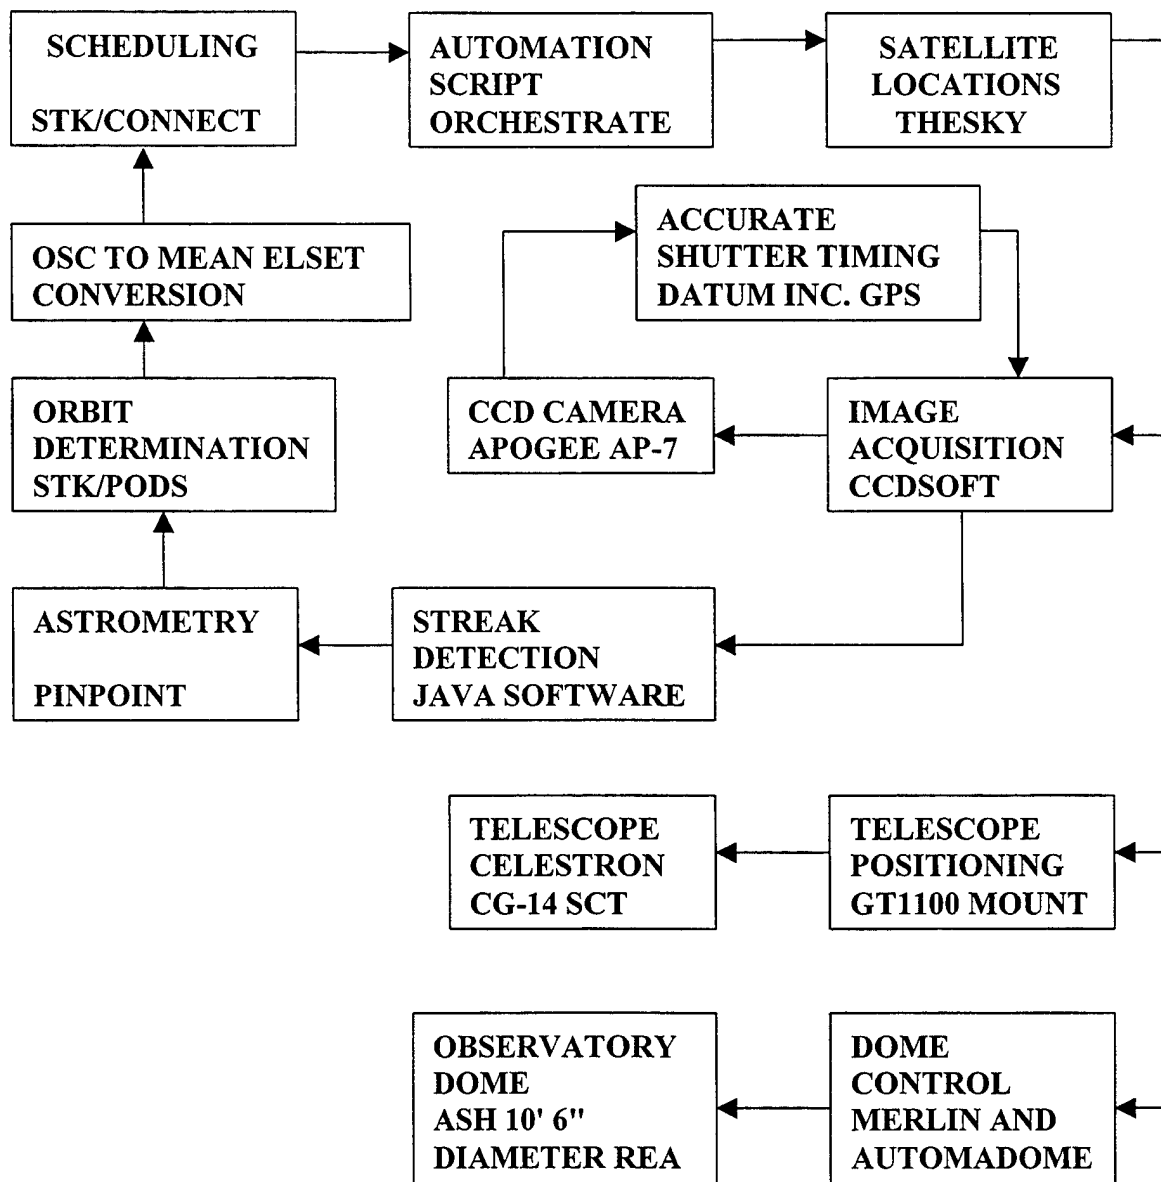 SCHEDULING
STK/CONNECT
AUTOMATION
SCRIPT
ORCHESTRATE
SATELLITE
LOCATIONS
THESKY
OSC TO MEAN ELSET
CONVERSION
ACCURATE
SHUTTER TIMING
DATUM INC. GPS
ORBIT
DETERMINATION
STK/PODS
CCD CAMERA
APOGEE AP-7
IMAGE
ACQUISITION
CCDSOFT
ASTROMETRY
PINPOINT
STREAK
DETECTION
JAVA SOFTWARE
TELESCOPE
CELESTRON
CG-14 SCT
TELESCOPE
POSITIONING
GT1100 MOUNT
OBSERVATORY
DOME
ASH 10' 6"
DIAMETER REA
DOME
CONTROL
MERLIN AND
AUTOMADOME